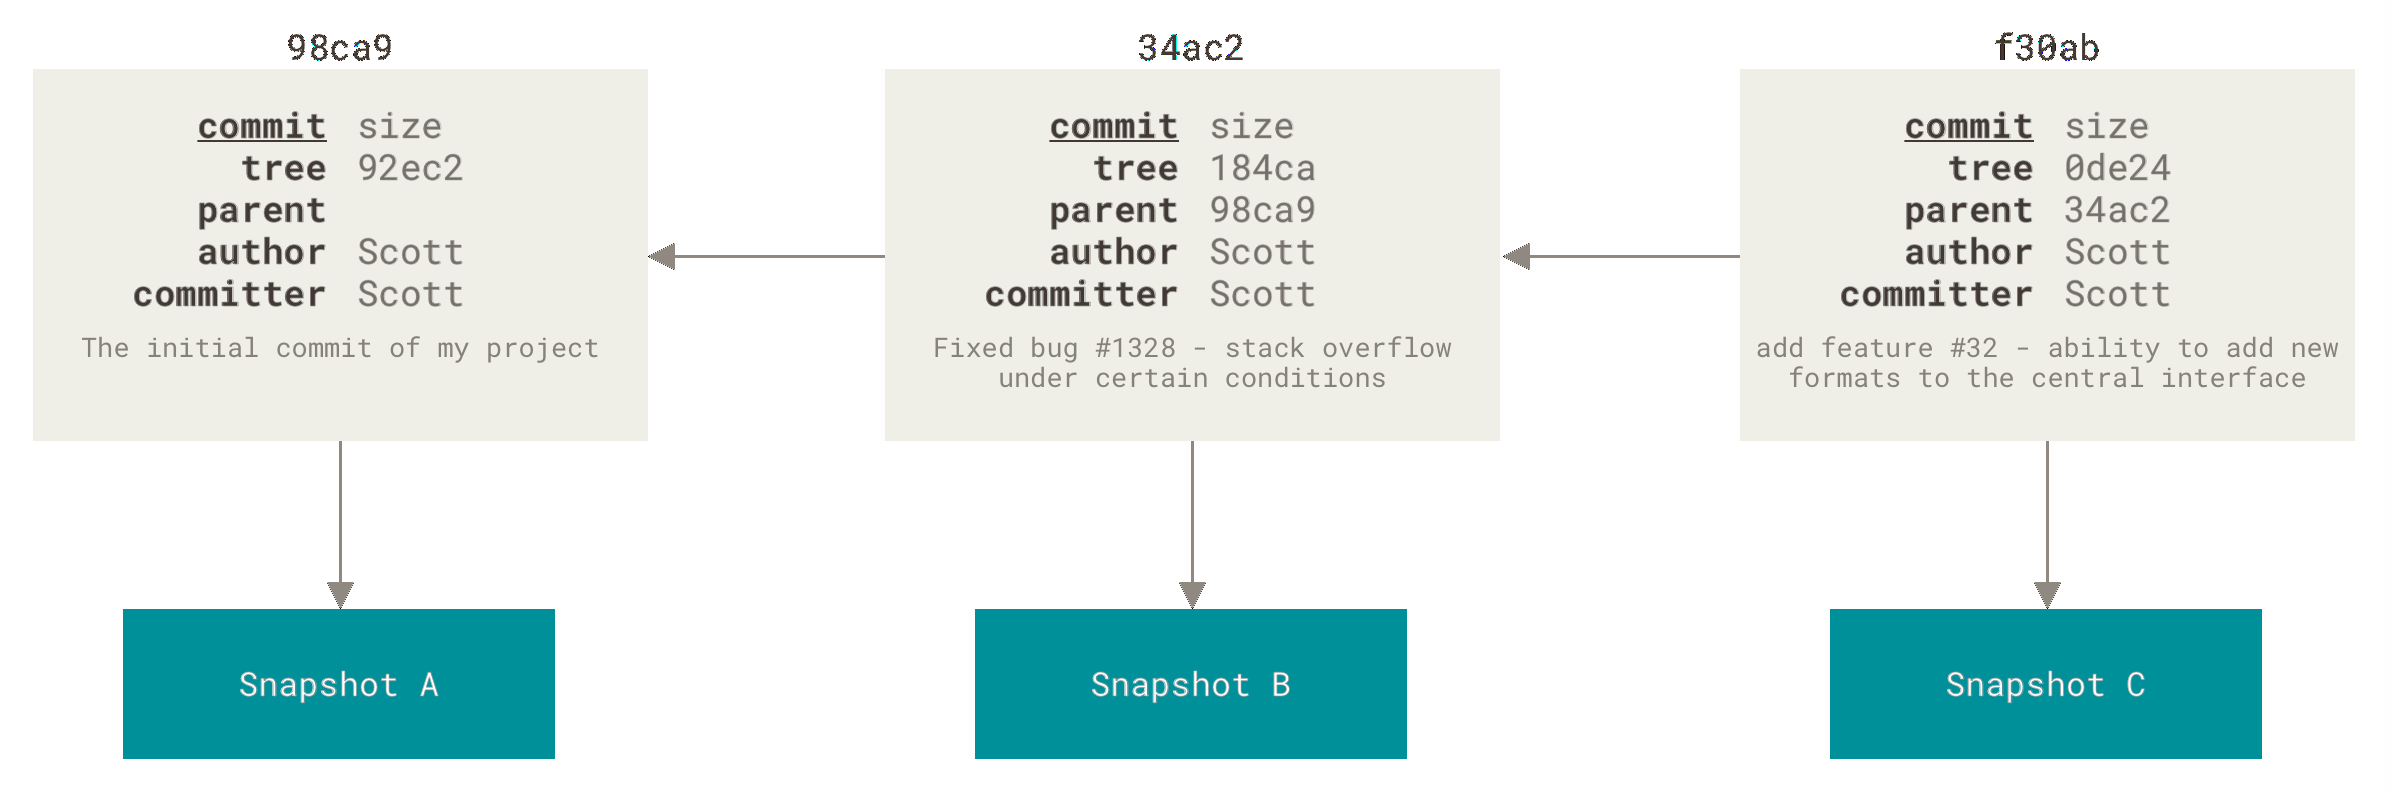 98ca9
commit size
tree 92ec2
parent
author Scott
committer Scott
The initial commit of my project
Snapshot A
34ac2
commit size
tree 184ca
parent 98ca9
author Scott
committer Scott
Fixed bug #1328 - stack overflow
under certain conditions
Snapshot B
f30ab
commit size
tree 0de24
parent 34ac2
author Scott
committer Scott
add feature #32 - ability to add new
formats to the central interface
Snapshot C